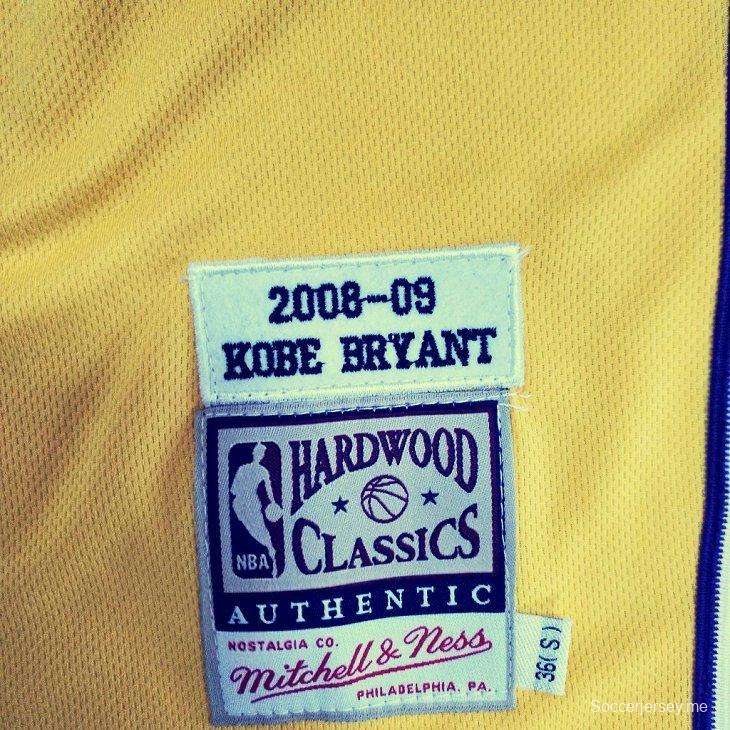 2008-09
KOBE BRYANT
HARDWOOD
CLASSICS
NBA
AUTHENTIC
NOSTALGIA CO.
Mitchell & Ness
PHILADELPHIA, PA.
36(S)
Soccerjersey.me